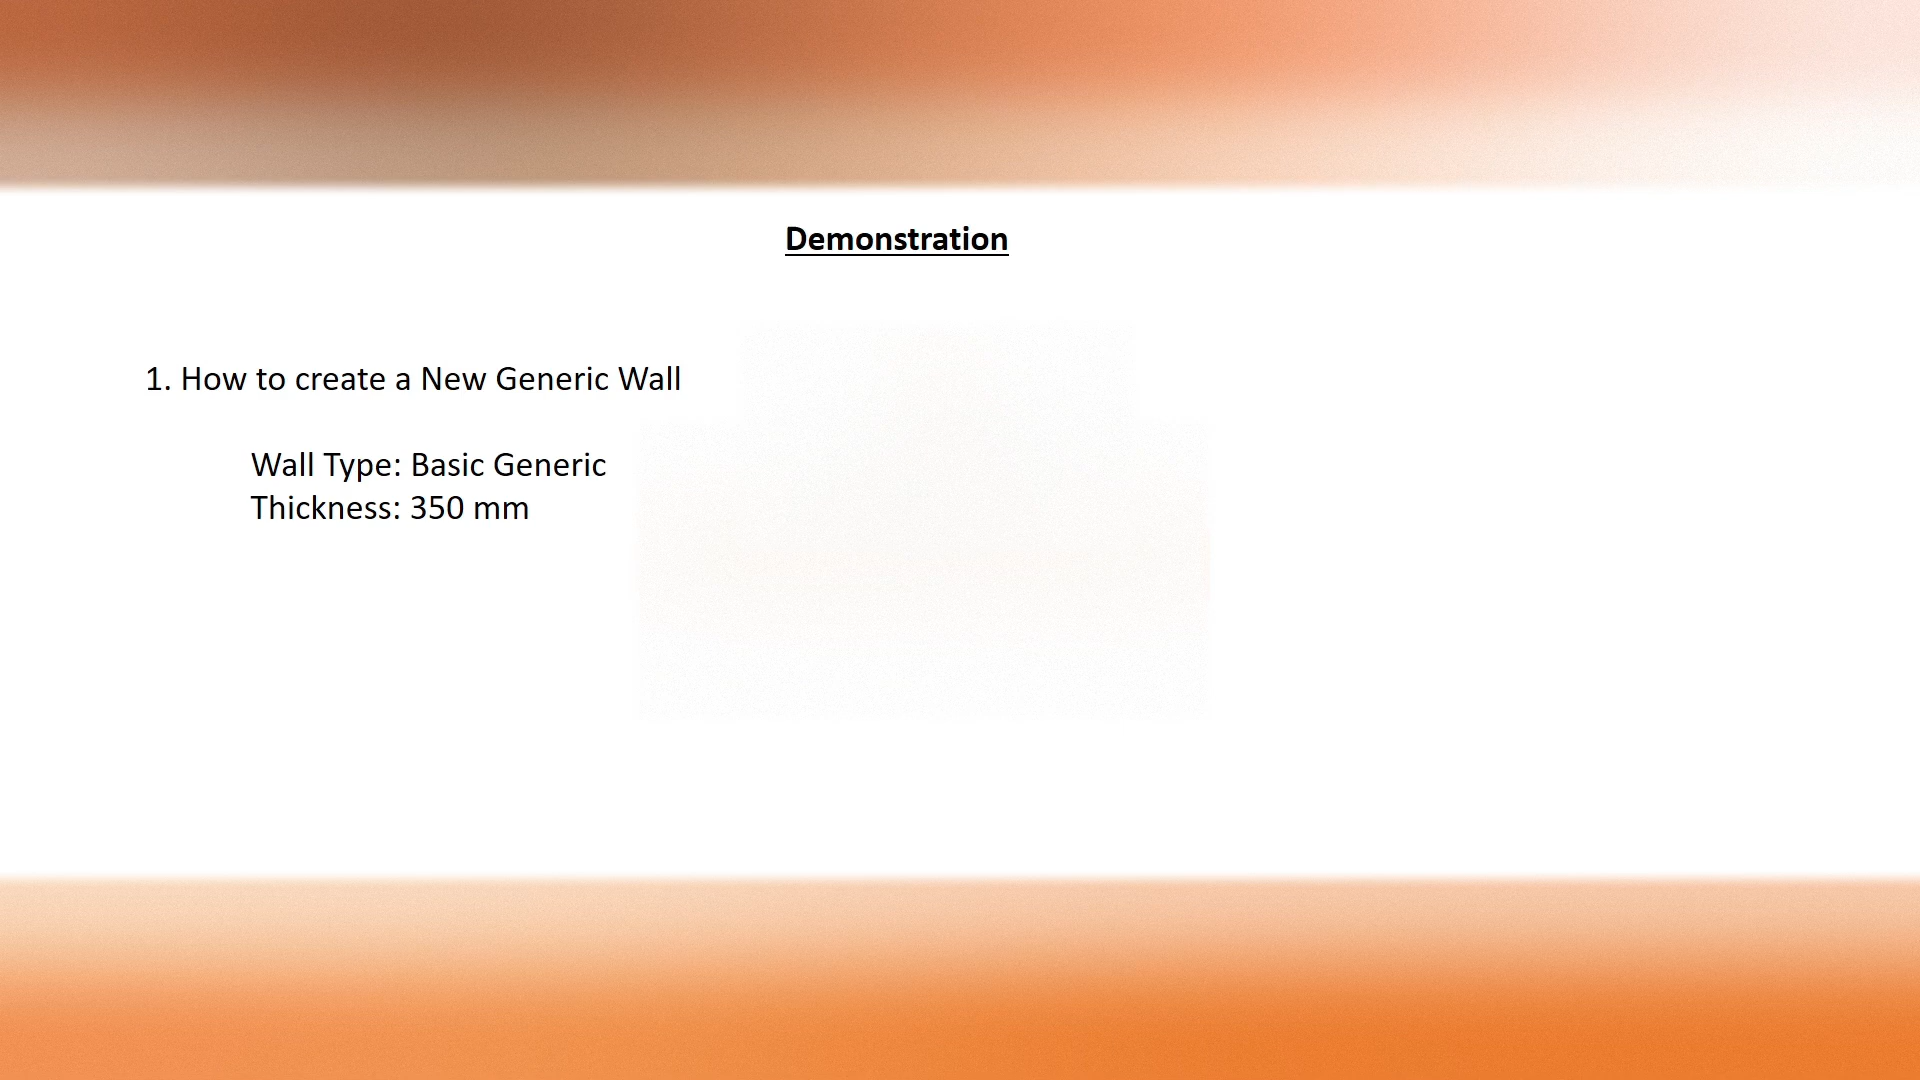 Demonstration
1. How to create a New Generic Wall
Wall Type: Basic Generic
Thickness: 350 mm